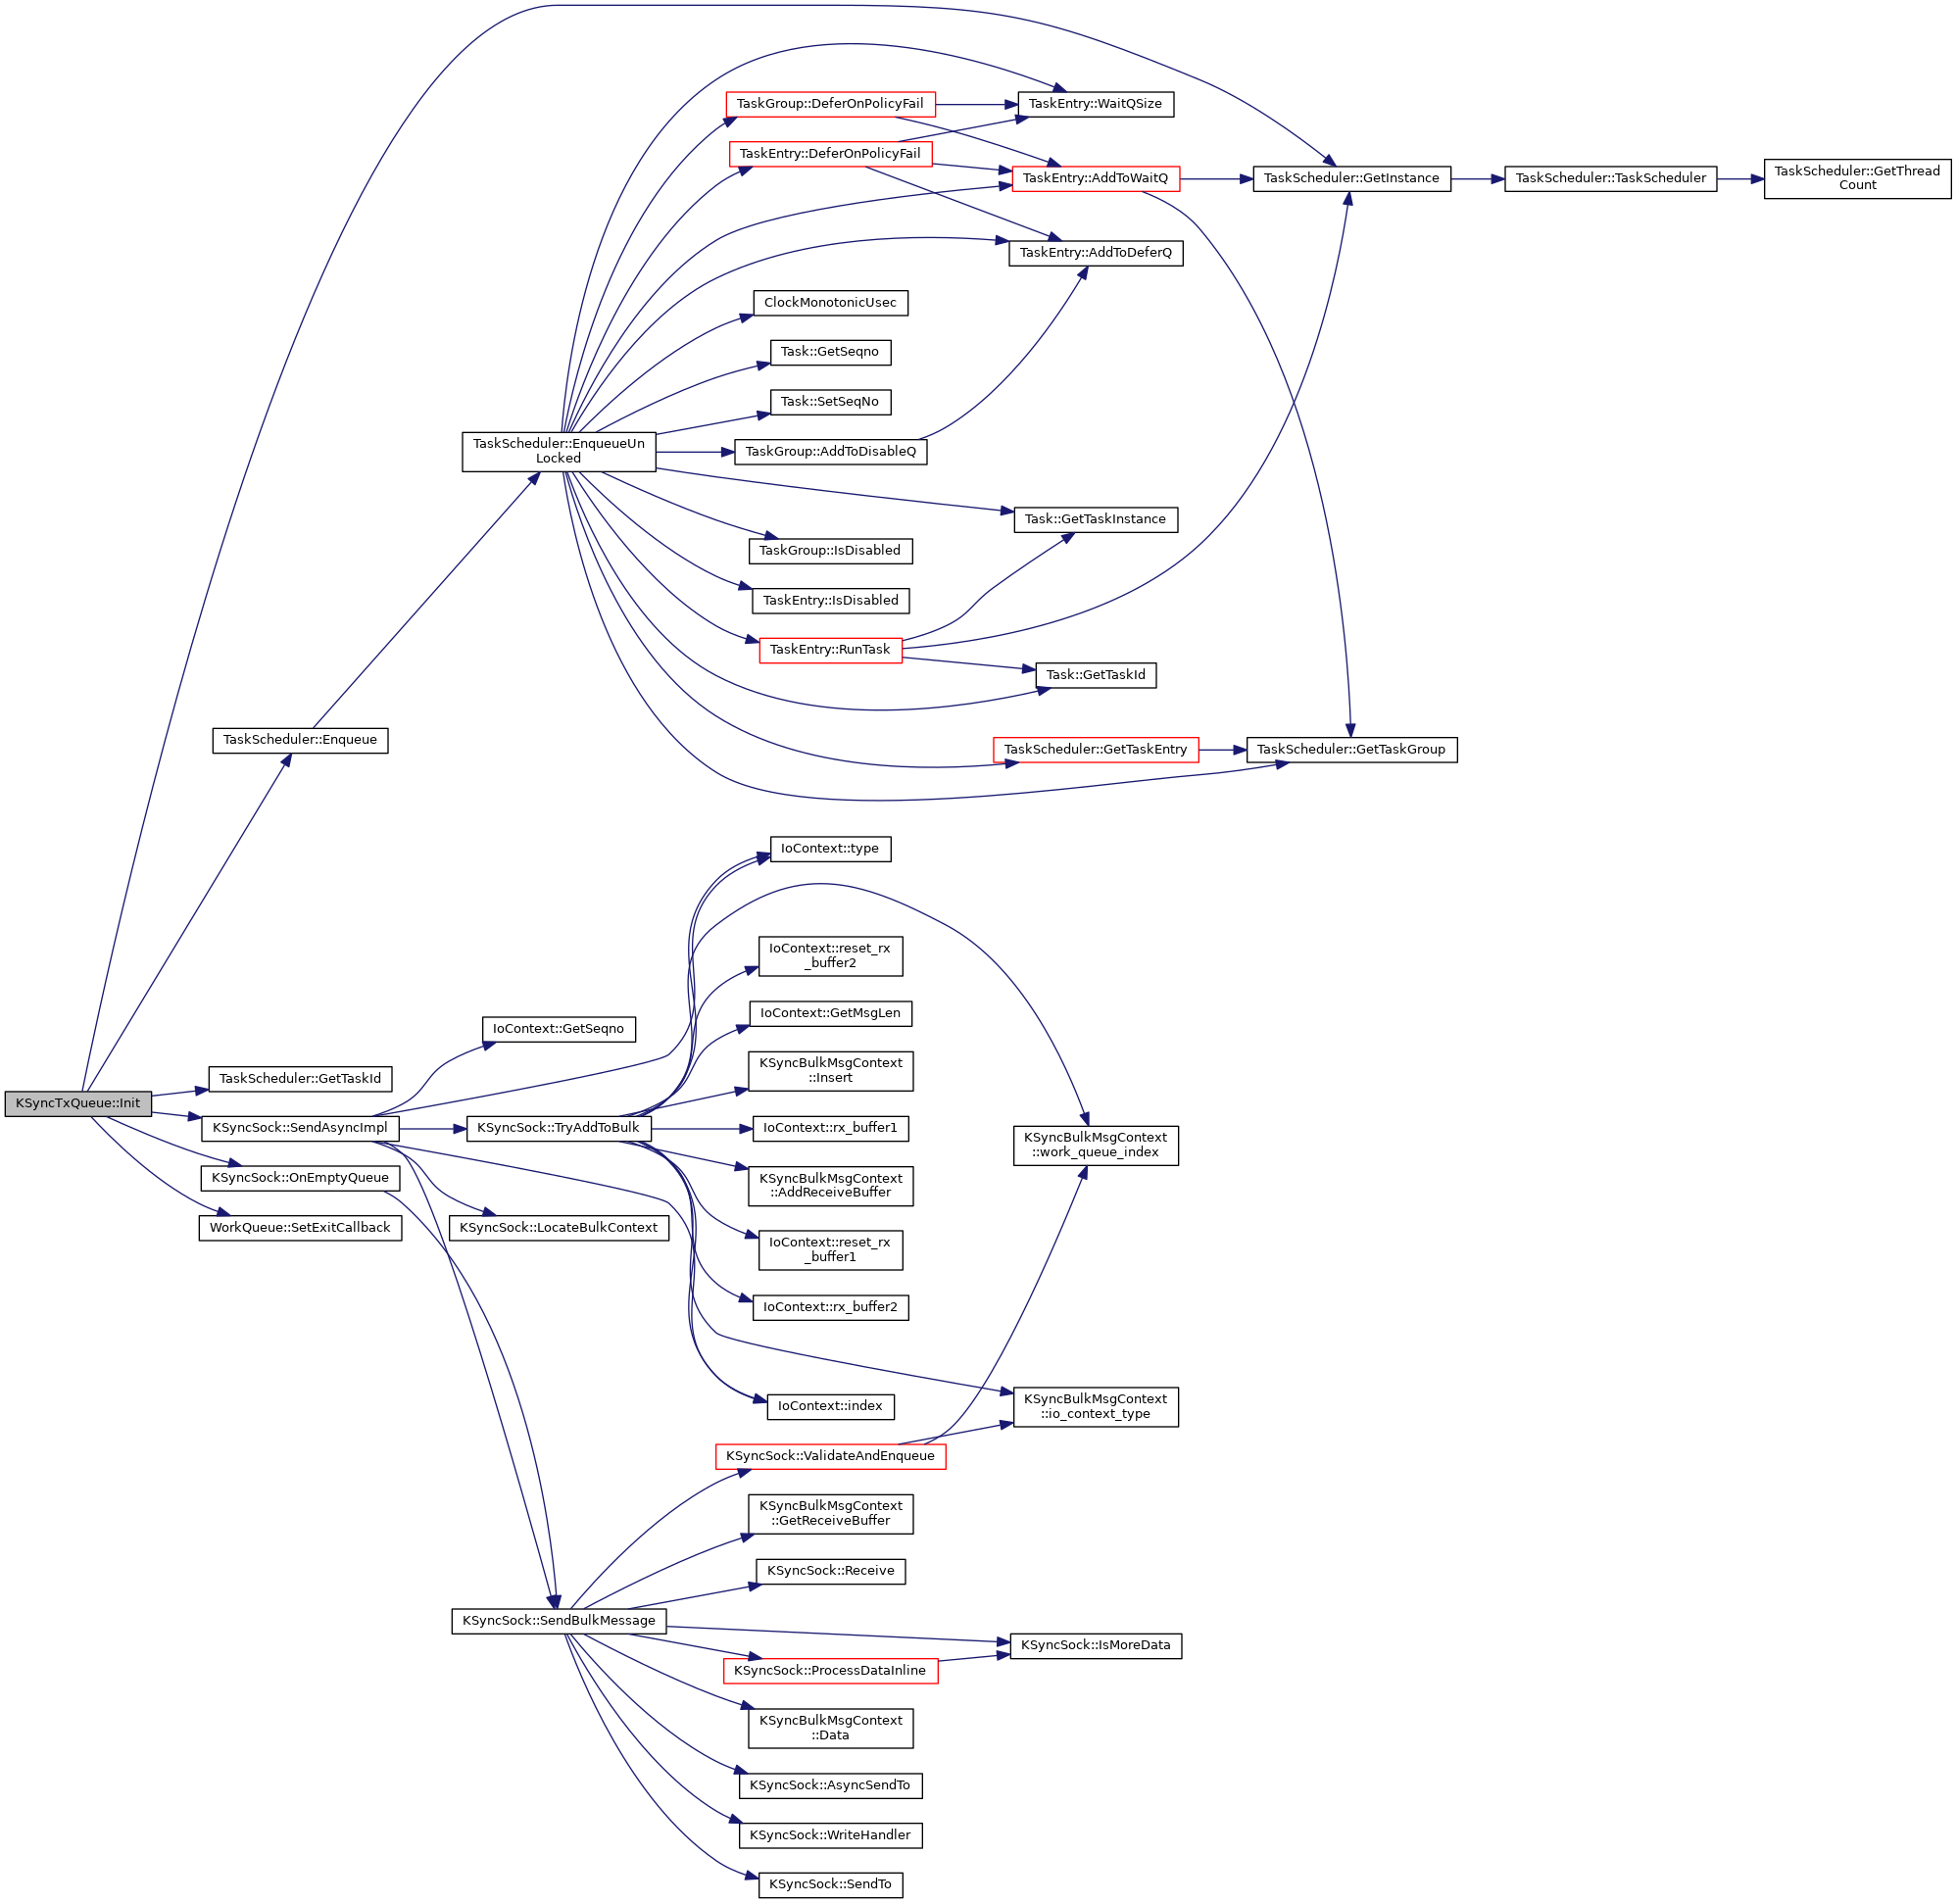 TaskGroup::DeferOnPolicyFail
TaskEntry::WaitQSize
TaskEntry::DeferOnPolicyFail
TaskEntry::AddToWaitQ
TaskScheduler::GetInstance
TaskScheduler::TaskScheduler
TaskScheduler::GetThread
Count
TaskEntry::AddToDeferQ
ClockMonotonicUsec
Task::GetSeqno
Task::SetSeqNo
TaskScheduler::EnqueueUn
Locked
TaskGroup::AddToDisableQ
Task::GetTaskInstance
TaskGroup::IsDisabled
TaskEntry::IsDisabled
TaskEntry::RunTask
Task::GetTaskId
TaskScheduler::Enqueue
TaskScheduler::GetTaskEntry
TaskScheduler::GetTaskGroup
IoContext::type
IoContext::reset_rx
_buffer2
IoContext::GetMsgLen
IoContext::GetSeqno
KSyncBulkMsgContext
::Insert
TaskScheduler::GetTaskId
KSyncTxQueue::Init
KSyncSock::SendAsyncImpl
KSyncSock::TryAddToBulk
IoContext::rx_buffer1
KSyncBulkMsgContext
::work_queue_index
KSyncSock::OnEmptyQueue
KSyncBulkMsgContext
::AddReceiveBuffer
WorkQueue::SetExitCallback
KSyncSock::LocateBulkContext
IoContext::reset_rx
_buffer1
IoContext::rx_buffer2
IoContext::index
KSyncBulkMsgContext
::io_context_type
KSyncSock::ValidateAndEnqueue
KSyncBulkMsgContext
::GetReceiveBuffer
KSyncSock::Receive
KSyncSock::SendBulkMessage
KSyncSock::IsMoreData
KSyncSock::ProcessDataInline
KSyncBulkMsgContext
::Data
KSyncSock::AsyncSendTo
KSyncSock::WriteHandler
KSyncSock::SendTo